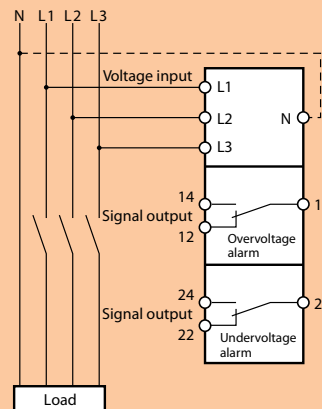 N L1 L2 L3
Voltage input
L1
L2
N
L3
14
Signal output
12
1
Overvoltage
alarm
24
Signal output
22
2
Undervoltage
alarm
Load